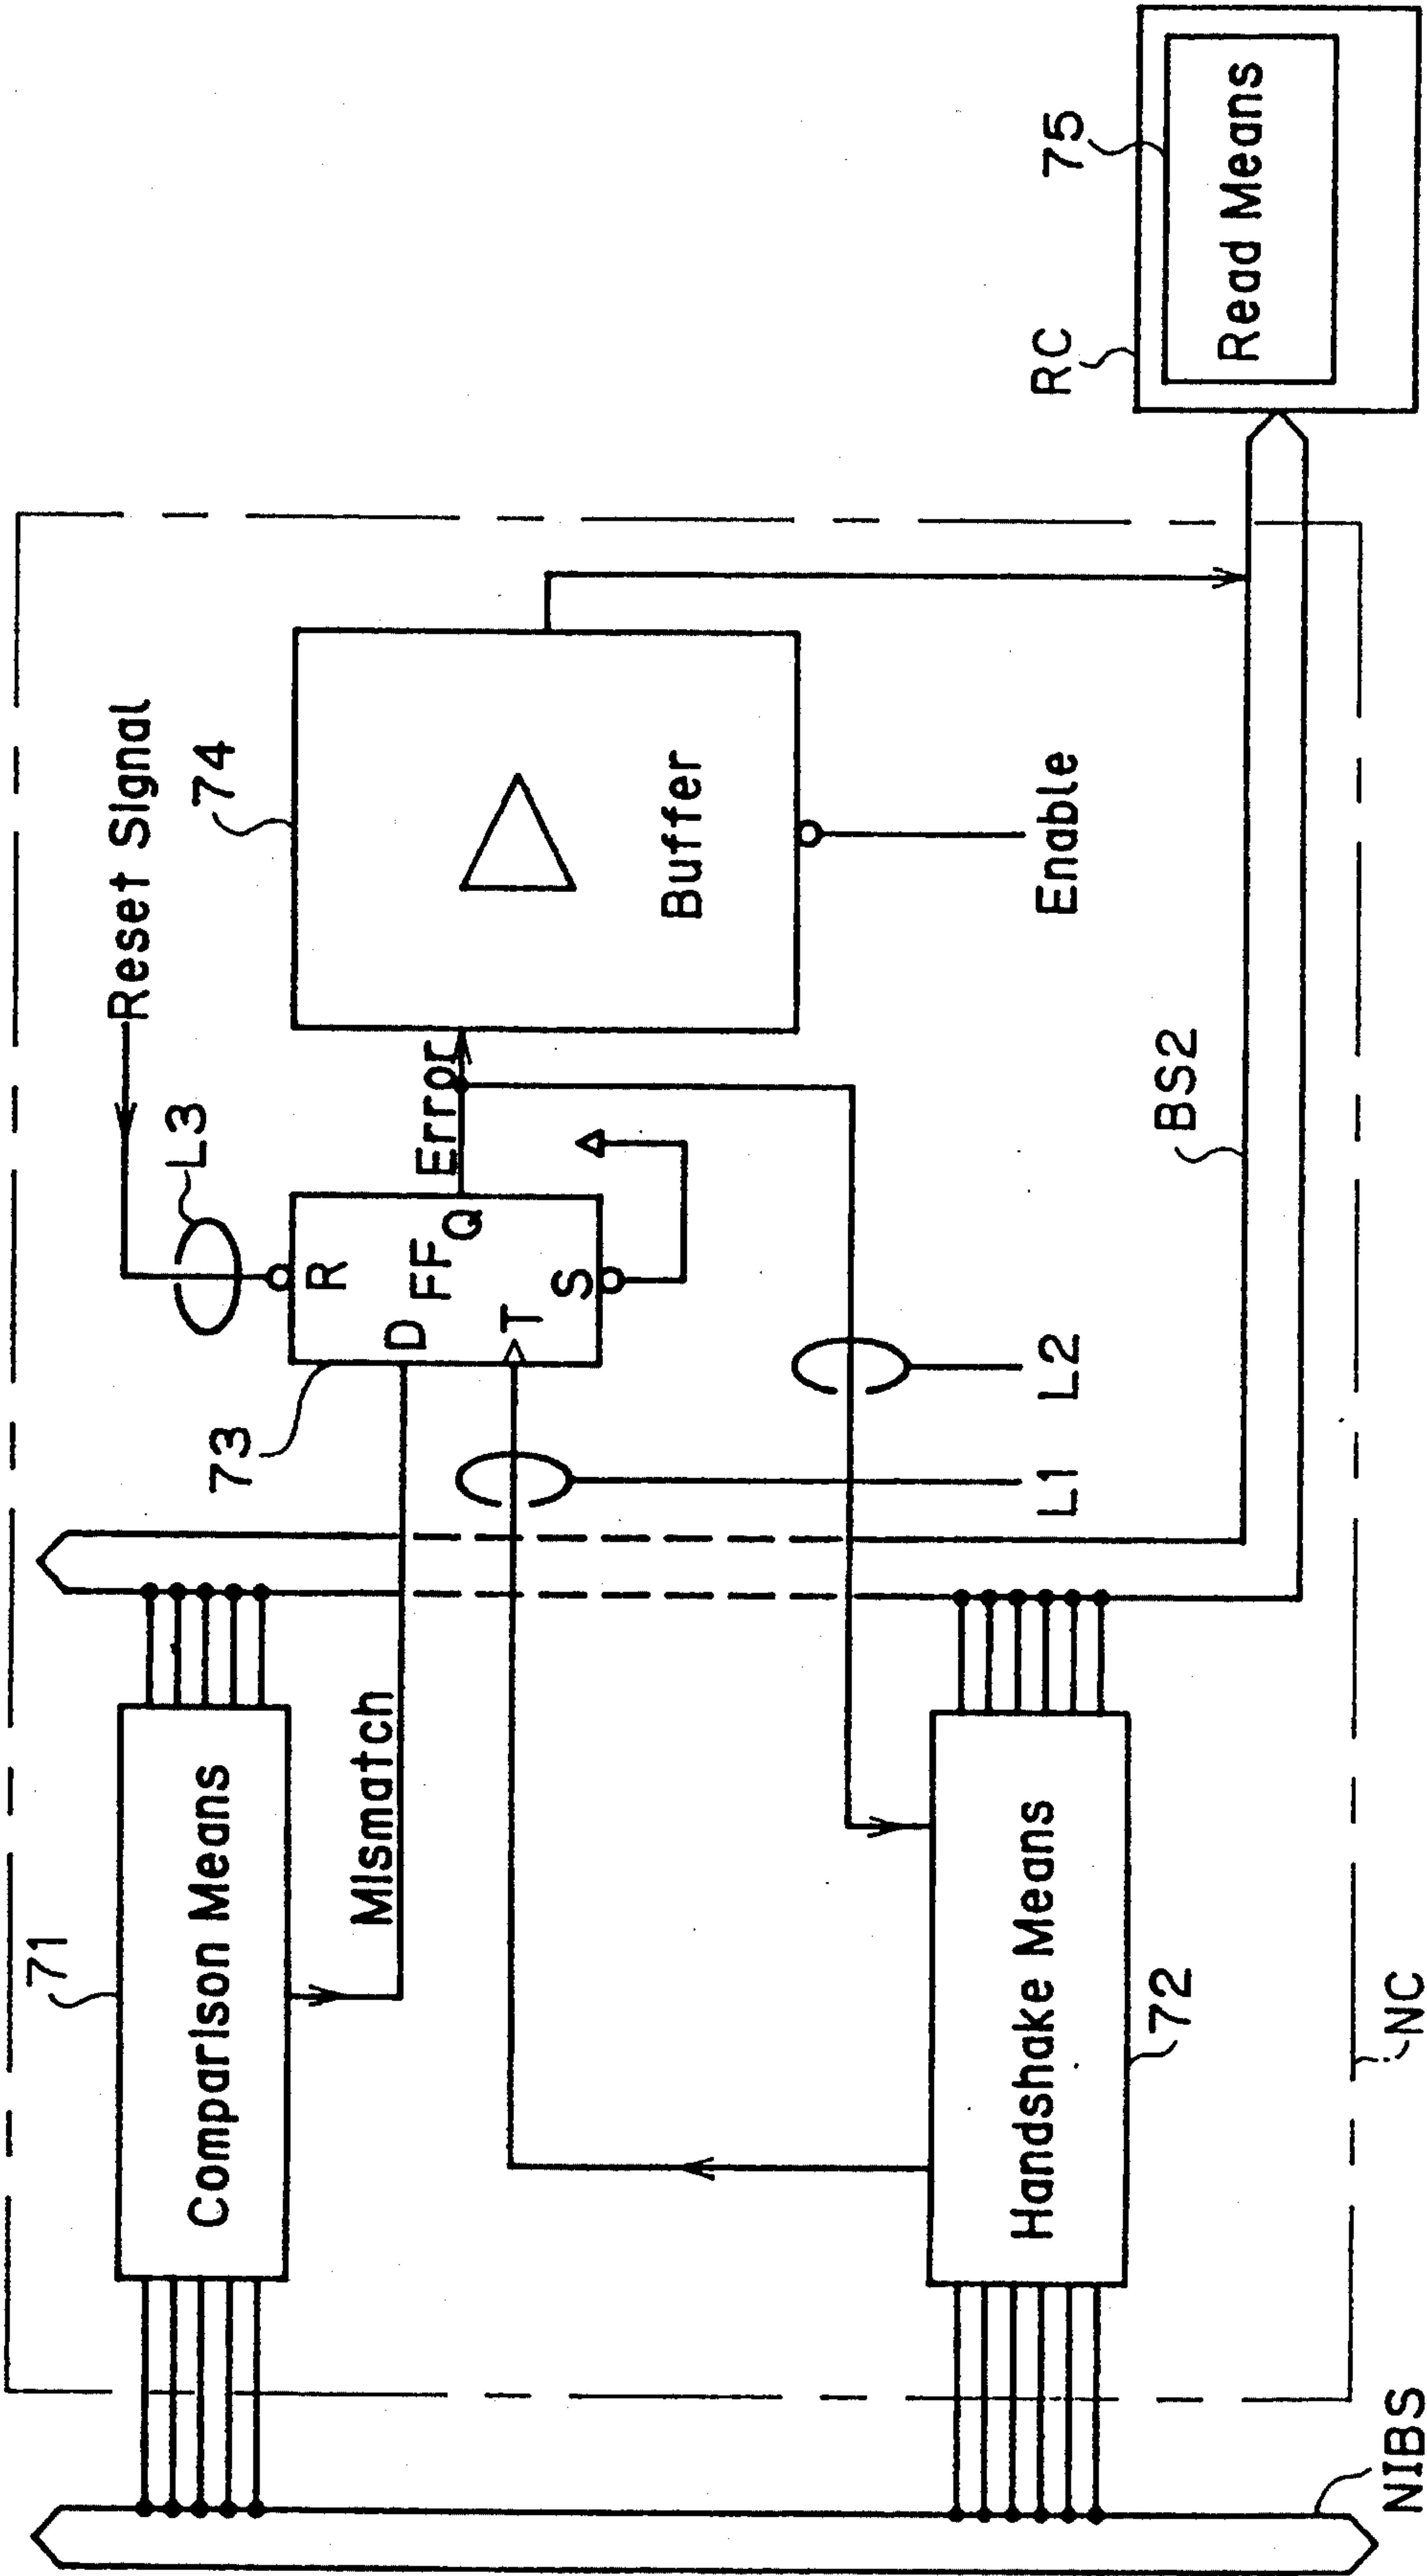 71
Comparison Means
Mismatch
73
L3
Reset Signal
R
D
FF
Q
T
S
Error
74
Buffer
Enable
L1
L2
BS2
72
Handshake Means
NC
NIBS
RC
75
Read Means